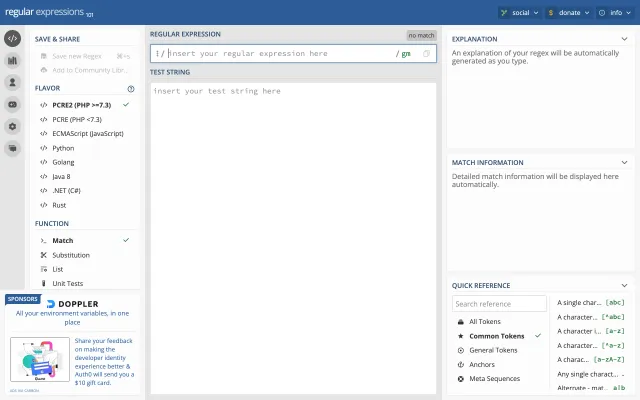 regular expressions 101
social
donate
info
SAVE & SHARE
Save new Regex ⌘+s
Add to Community Libr...
FLAVOR
PCRE2 (PHP >=7.3)
PCRE (PHP <7.3)
ECMAScript (JavaScript)
Python
Golang
Java 8
.NET (C#)
Rust
FUNCTION
Match
Substitution
List
Unit Tests
SPONSORS
DOPPLER
All your environment variables, in one
place
Share your feedback
on making the
developer identity
experience better &
Auth0 will send you a
$10 gift card.
REGULAR EXPRESSION
no match
/ insert your regular expression here / gm
TEST STRING
insert your test string here
EXPLANATION
An explanation of your regex will be automatically
generated as you type.
MATCH INFORMATION
Detailed match information will be displayed here
automatically.
QUICK REFERENCE
Search reference
All Tokens
Common Tokens
General Tokens
Anchors
Meta Sequences
A single char... [abc]
A character... [^abc]
A character i... [a-z]
A character... [^a-z]
A charac... [a-zA-Z]
Any single charact... .
Alternate - mat... a|b